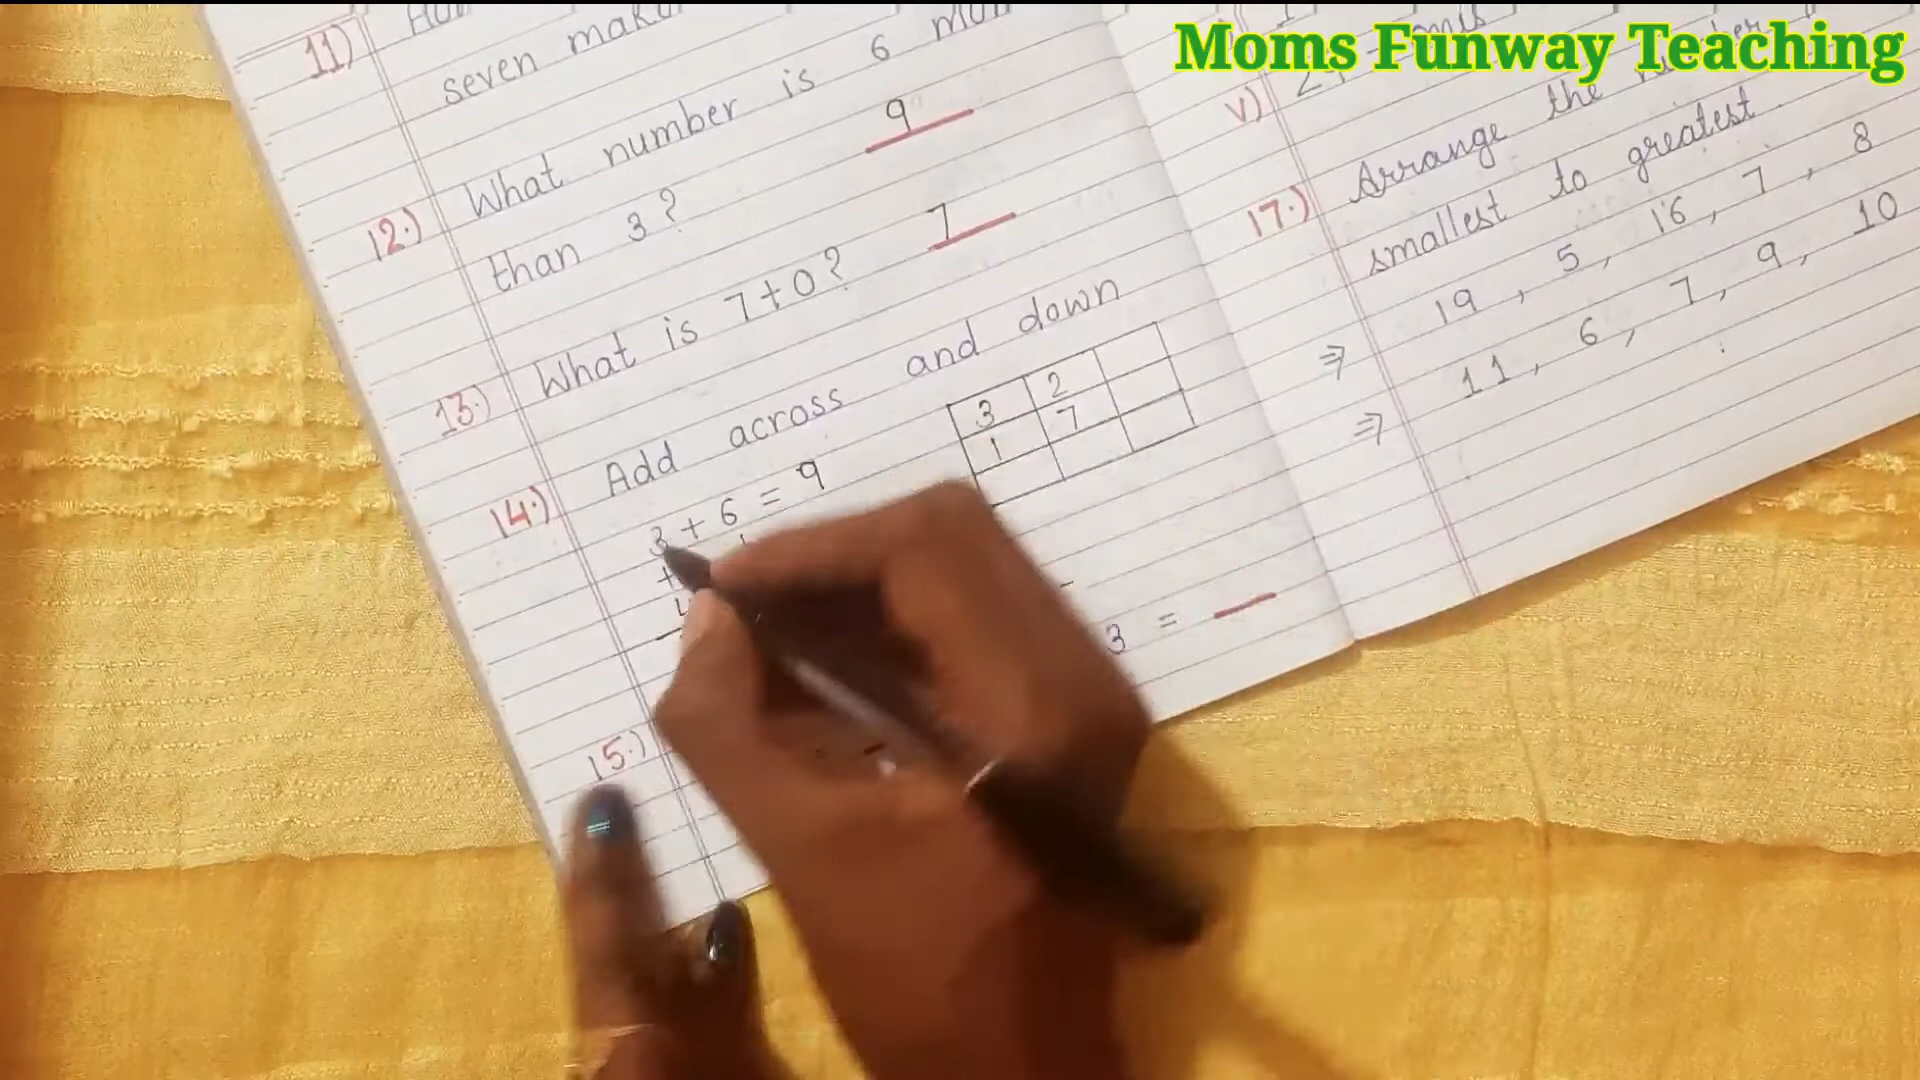 Moms Funway Teaching
11)
seven
12.) What number is 6
than 3? 9
13.) What is 7+0? 7
14.) Add across and down
3 + 6 = 9
+
3 2
1 7
3 =
15.)
V)
17.) Arrange the
smallest to greatest.
⇒ 19, 5, 16, 7, 8
⇒ 11, 6, 7, 9, 10